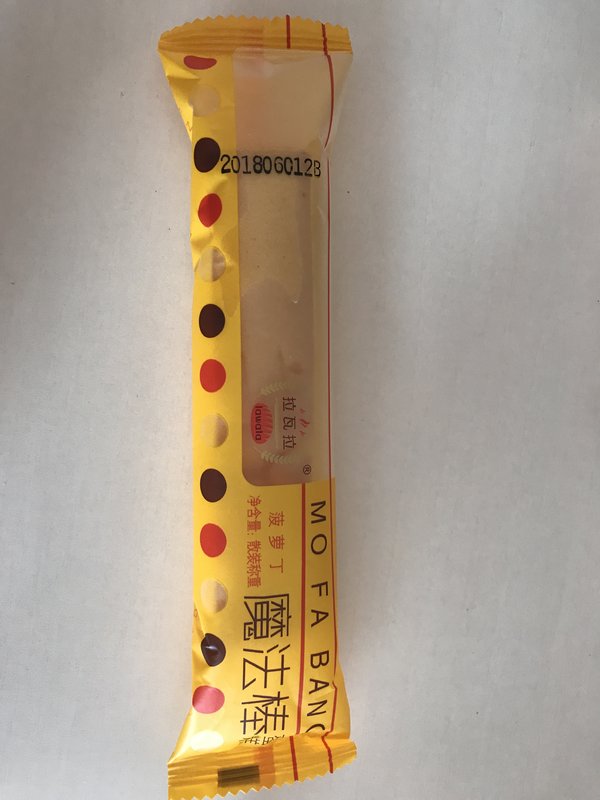 201806012B
拉瓦拉
lawala
®
MO FA BANG
菠萝丁
净含量: 散装称重
魔法棒